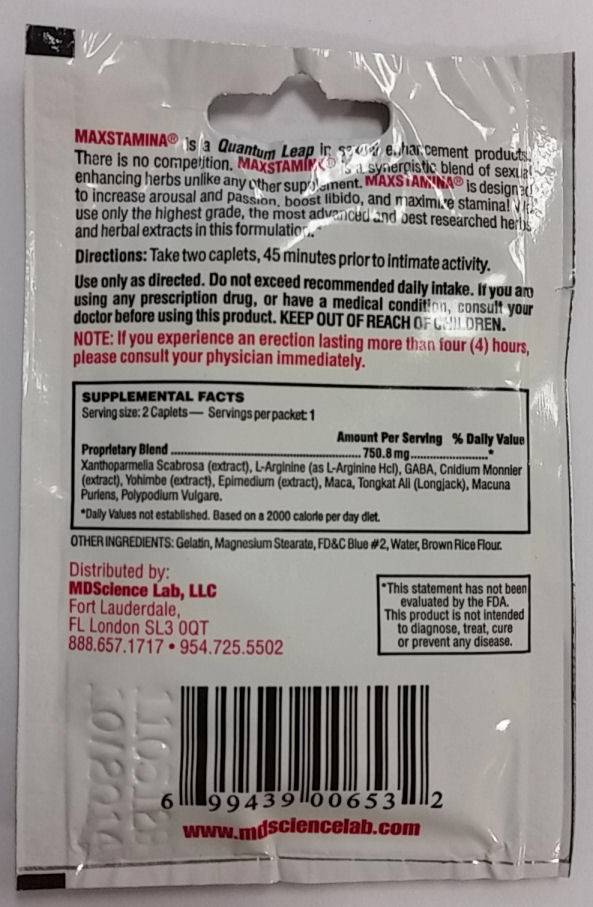 MAXSTAMINA® is a Quantum Leap in sexual enhancement products.
There is no competition. MAXSTAMINA® is a synergistic blend of sexual
enhancing herbs unlike any other supplement. MAXSTAMINA® is designed
to increase arousal and passion, boost libido, and maximize stamina! We
use only the highest grade, the most advanced and best researched herbs
and herbal extracts in this formulation.*
Directions: Take two caplets, 45 minutes prior to intimate activity.
Use only as directed. Do not exceed recommended daily intake. If you are
using any prescription drug, or have a medical condition, consult your
doctor before using this product. KEEP OUT OF REACH OF CHILDREN.
NOTE: If you experience an erection lasting more than four (4) hours,
please consult your physician immediately.
SUPPLEMENTAL FACTS
Serving size: 2 Caplets — Servings per packet: 1
Amount Per Serving % Daily Value
Proprietary Blend ........ 750.8 mg ........*
Xanthoparmelia Scabrosa (extract), L-Arginine (as L-Arginine Hcl), GABA, Cnidium Monnier
(extract), Yohimbe (extract), Epimedium (extract), Maca, Tongkat Ali (Longjack), Macuna
Puriens, Polypodium Vulgare.
*Daily Values not established. Based on a 2000 calorie per day diet.
OTHER INGREDIENTS: Gelatin, Magnesium Stearate, FD&C Blue #2, Water, Brown Rice Flour.
Distributed by:
MDScience Lab, LLC
Fort Lauderdale,
FL London SL3 0QT
888.657.1717 • 954.725.5502
*This statement has not been
evaluated by the FDA.
This product is not intended
to diagnose, treat, cure
or prevent any disease.
6 99439 00653 2
www.mdsciencelab.com